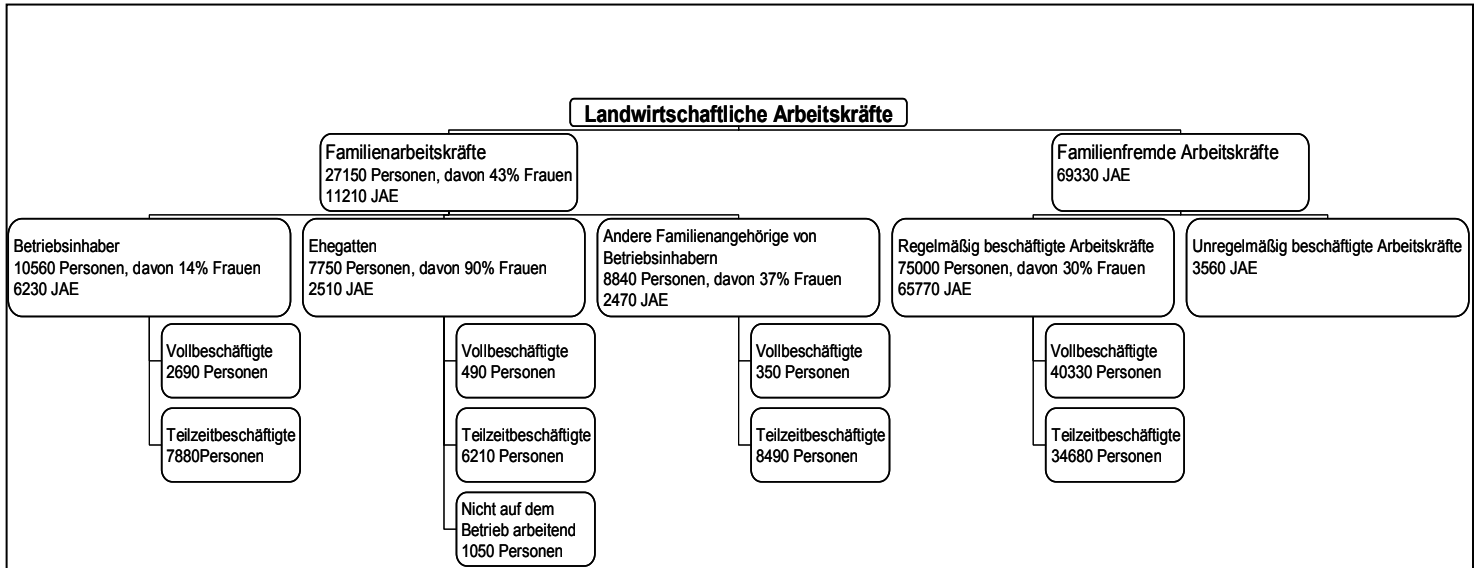 Landwirtschaftliche Arbeitskräfte
Familienarbeitskräfte
27150 Personen, davon 43% Frauen
11210 JAE
Familienfremde Arbeitskräfte
69330 JAE
Betriebsinhaber
10560 Personen, davon 14% Frauen
6230 JAE
Ehegatten
7750 Personen, davon 90% Frauen
2510 JAE
Andere Familienangehörige von
Betriebsinhabern
8840 Personen, davon 37% Frauen
2470 JAE
Regelmäßig beschäftigte Arbeitskräfte
75000 Personen, davon 30% Frauen
65770 JAE
Unregelmäßig beschäftigte Arbeitskräfte
3560 JAE
Vollbeschäftigte
2690 Personen
Vollbeschäftigte
490 Personen
Vollbeschäftigte
350 Personen
Vollbeschäftigte
40330 Personen
Teilzeitbeschäftigte
7880Personen
Teilzeitbeschäftigte
6210 Personen
Teilzeitbeschäftigte
8490 Personen
Teilzeitbeschäftigte
34680 Personen
Nicht auf dem
Betrieb arbeitend
1050 Personen